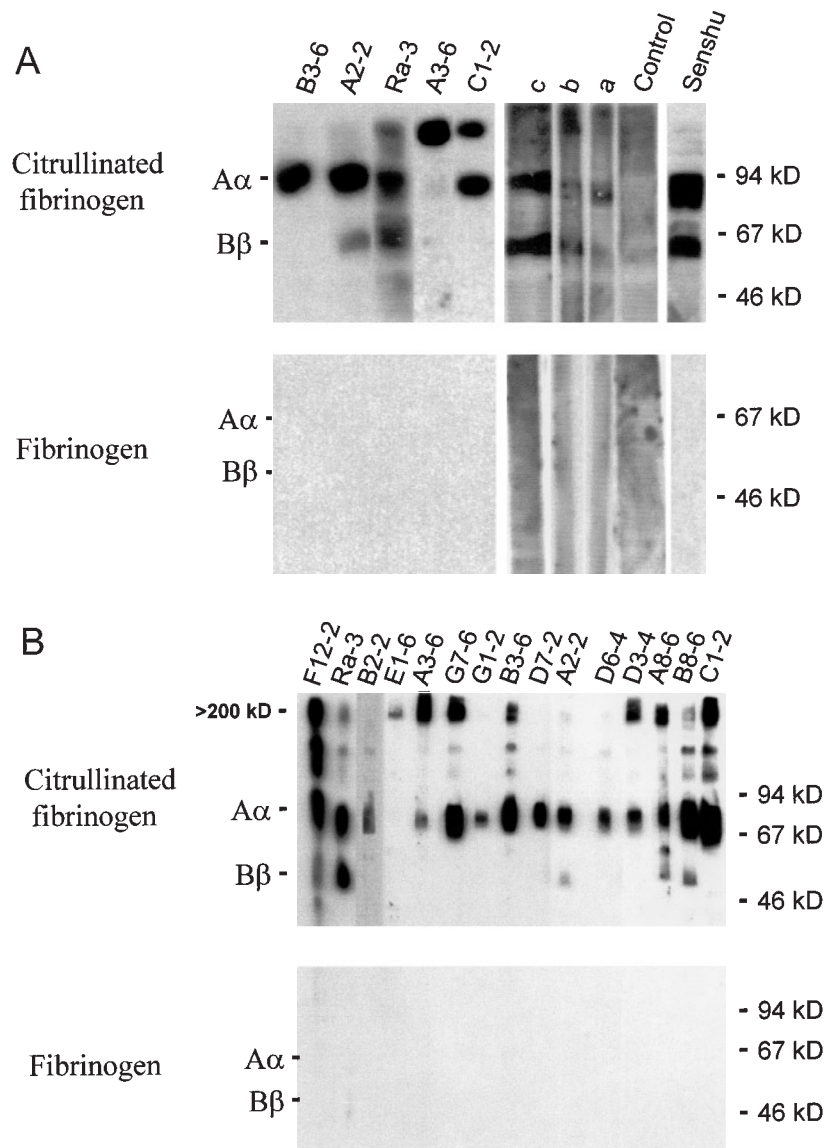 A
B3-6 A2-2 Ra-3 A3-6 C1-2 c b a Control Senshu
Citrullinated
fibrinogen
Aα -
Bβ -
- 94 kD
- 67 kD
- 46 kD
Fibrinogen
Aα -
Bβ -
- 67 kD
- 46 kD
B
F12-2 Ra-3 B2-2 E1-6 A3-6 G7-6 G1-2 B3-6 D7-2 A2-2 D6-4 D3-4 A8-6 B8-6 C1-2
>200 kD -
Citrullinated
fibrinogen
Aα -
Bβ -
- 94 kD
- 67 kD
- 46 kD
Fibrinogen
Aα -
Bβ -
- 94 kD
- 67 kD
- 46 kD